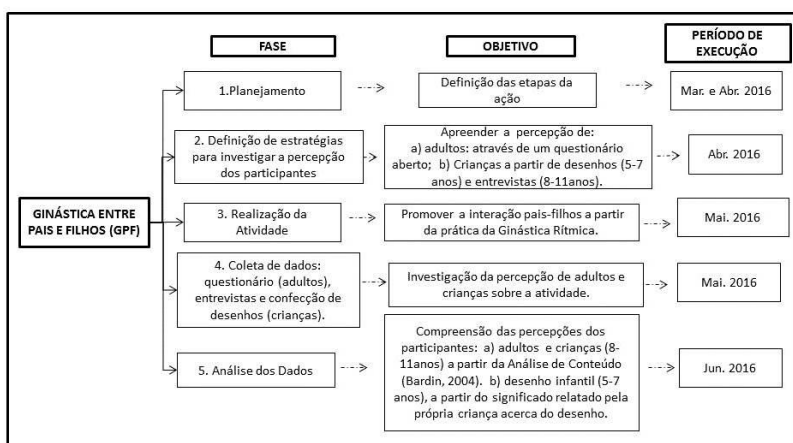 FASE
OBJETIVO
PERÍODO DE
EXECUÇÃO
1.Planejamento
Definição das etapas da
ação
Mar. e Abr. 2016
2. Definição de estratégias
para investigar a percepção
dos participantes
Apreender a percepção de:
a) adultos: através de um questionário
aberto; b) Crianças a partir de desenhos (5-7
anos) e entrevistas (8-11anos).
Abr. 2016
GINÁSTICA ENTRE
PAIS E FILHOS (GPF)
3. Realização da
Atividade
Promover a interação pais-filhos a partir
da prática da Ginástica Rítmica.
Mai. 2016
4. Coleta de dados:
questionário (adultos),
entrevistas e confecção de
desenhos (crianças).
Investigação da percepção de adultos e
crianças sobre a atividade.
Mai. 2016
5. Análise dos Dados
Compreensão das percepções dos
participantes: a) adultos e crianças (8-
11anos) a partir da Análise de Conteúdo
(Bardin, 2004). b) desenho infantil (5-7
anos), a partir do significado relatado pela
própria criança acerca do desenho.
Jun. 2016